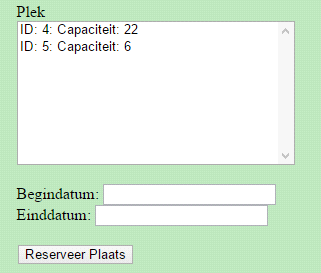 Plek
ID: 4: Capaciteit: 22
ID: 5: Capaciteit: 6
Begindatum:
Einddatum:
Reserveer Plaats